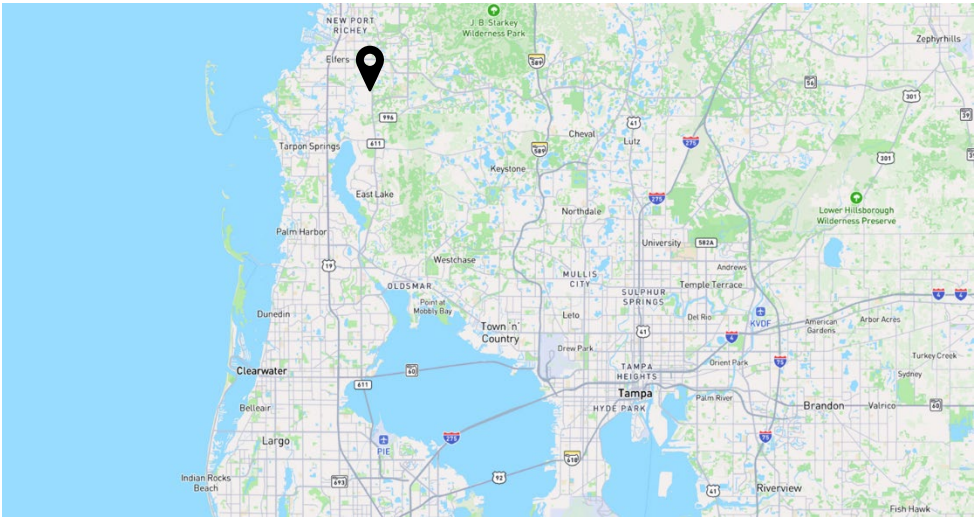 NEW PORT
RICHEY
J. B. Starkey
Wilderness Park
Zephyrhills
Elfers
589
54
301
996
41
39
Cheval
Lutz
611
275
589
Tarpon Springs
Keystone
301
East Lake
275
Lower Hillsborough
Wilderness Preserve
Northdale
Palm Harbor
University
582A
Westchase
19
Andrews
MULLIS
CITY
OLDSMAR
Temple Terrace
SULPHUR
SPRINGS
4
4
Point at
Mobbly Bay
Dunedin
Leto
Del Rio
KVDF
American
Gardens
Arbor Acres
Town 'n'
Country
41
4
Drew Park
Turkey Creek
Orient Park
75
Clearwater
60
TAMPA
HEIGHTS
Sydney
611
Tampa
Palm River
Brandon
Valrico
60
Belleair
HYDE PARK
Largo
PIE
275
75
618
Indian Rocks
Beach
693
92
41
Riverview
Fish Hawk